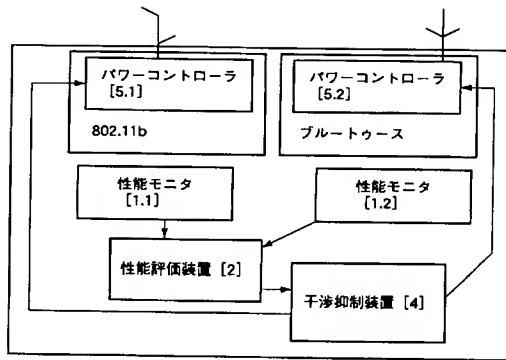 パワーコントローラ
[5.1]
802.11b
パワーコントローラ
[5.2]
ブルートゥース
性能モニタ
[1.1]
性能モニタ
[1.2]
性能評価装置 [2]
干渉抑制装置 [4]